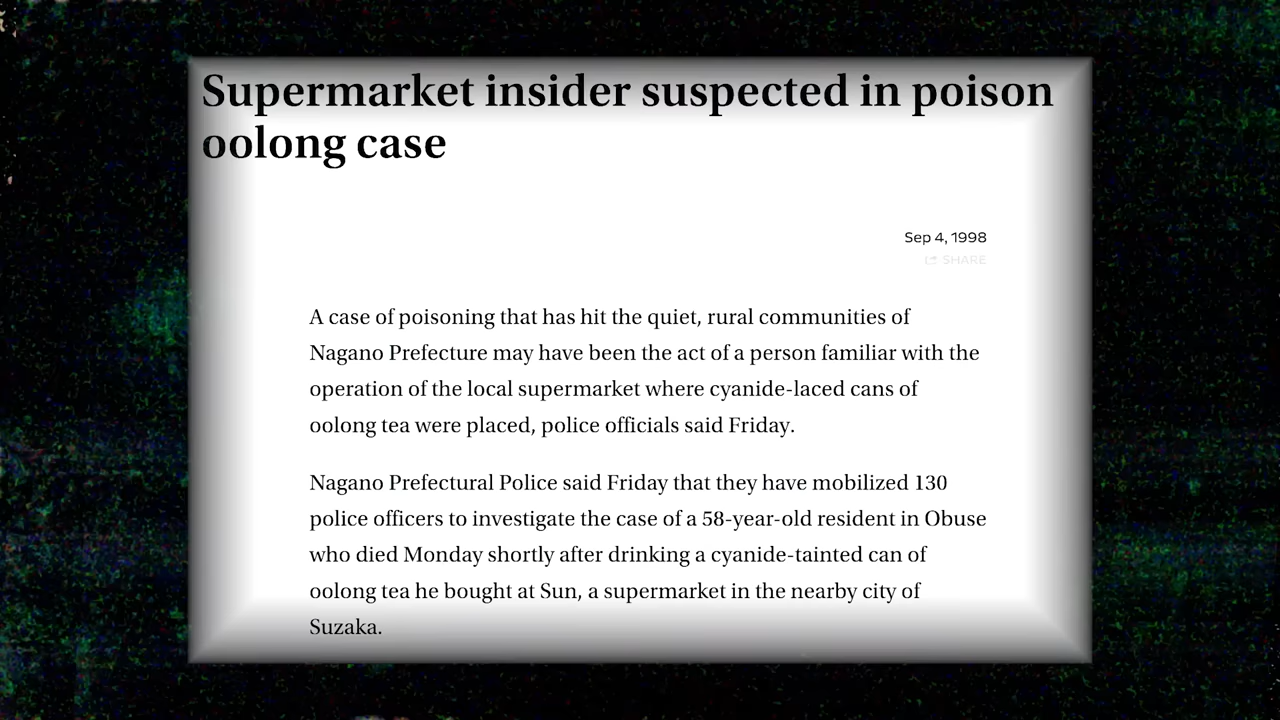 Supermarket insider suspected in poison
oolong case
Sep 4, 1998
SHARE
A case of poisoning that has hit the quiet, rural communities of
Nagano Prefecture may have been the act of a person familiar with the
operation of the local supermarket where cyanide-laced cans of
oolong tea were placed, police officials said Friday.
Nagano Prefectural Police said Friday that they have mobilized 130
police officers to investigate the case of a 58-year-old resident in Obuse
who died Monday shortly after drinking a cyanide-tainted can of
oolong tea he bought at Sun, a supermarket in the nearby city of
Suzaka.